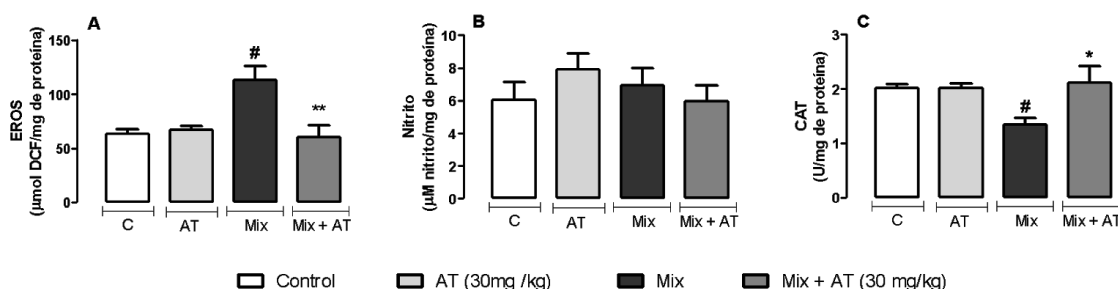 A
EROS
(µmol DCF/mg de proteína)
150
100
50
0
#
**
C
AT
Mix
Mix + AT
B
Nitrito
(µM nitrito/mg de proteína)
10
8
6
4
2
0
C
AT
Mix
Mix + AT
C
CAT
(U/mg de proteína)
3
2
1
0
#
*
C
AT
Mix
Mix + AT
Control
AT (30mg /kg)
Mix
Mix + AT (30 mg/kg)